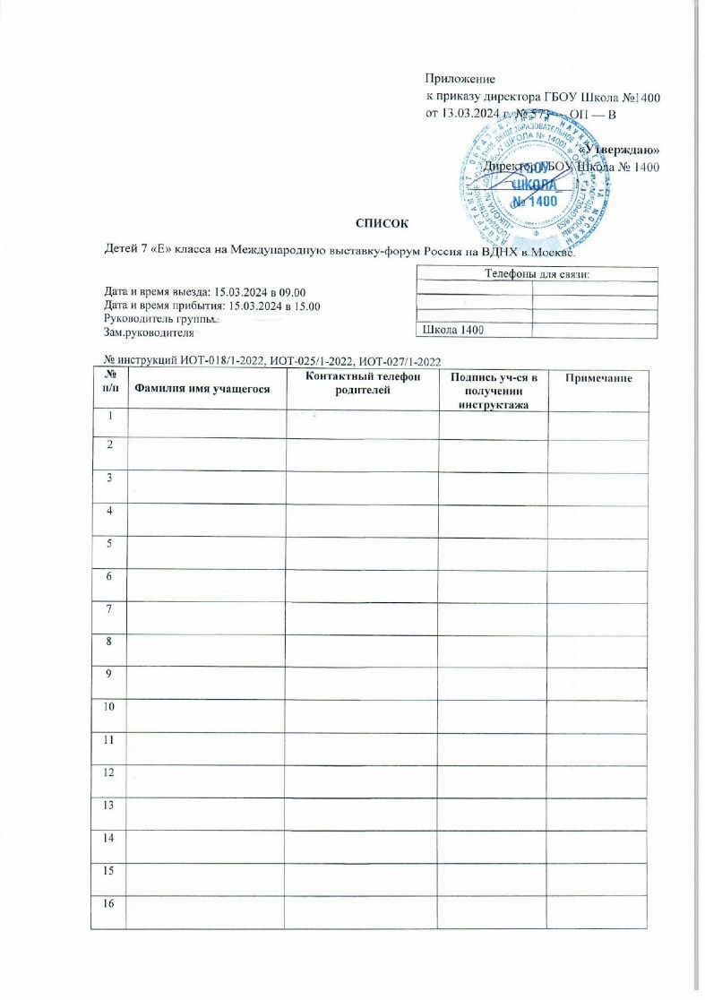 Приложение
к приказу директора ГБОУ Школа №1400
от 13.03.2024 г. № 573 — ОП — В
«Утверждаю»
Директор ГБОУ Школа № 1400
ГБОУ
ШКОЛА
№ 1400
СПИСОК
Детей 7 «Е» класса на Международную выставку-форум Россия на ВДНХ в Москве.
Телефоны для связи:
Дата и время выезда: 15.03.2024 в 09.00
Дата и время прибытия: 15.03.2024 в 15.00
Руководитель группы
Зам.руководителя
Школа 1400
№ инструкций ИОТ-018/1-2022, ИОТ-025/1-2022, ИОТ-027/1-2022
№ п/п Фамилия имя учащегося Контактный телефон родителей Подпись уч-ся в получении инструктажа Примечание
1
2
3
4
5
6
7
8
9
10
11
12
13
14
15
16